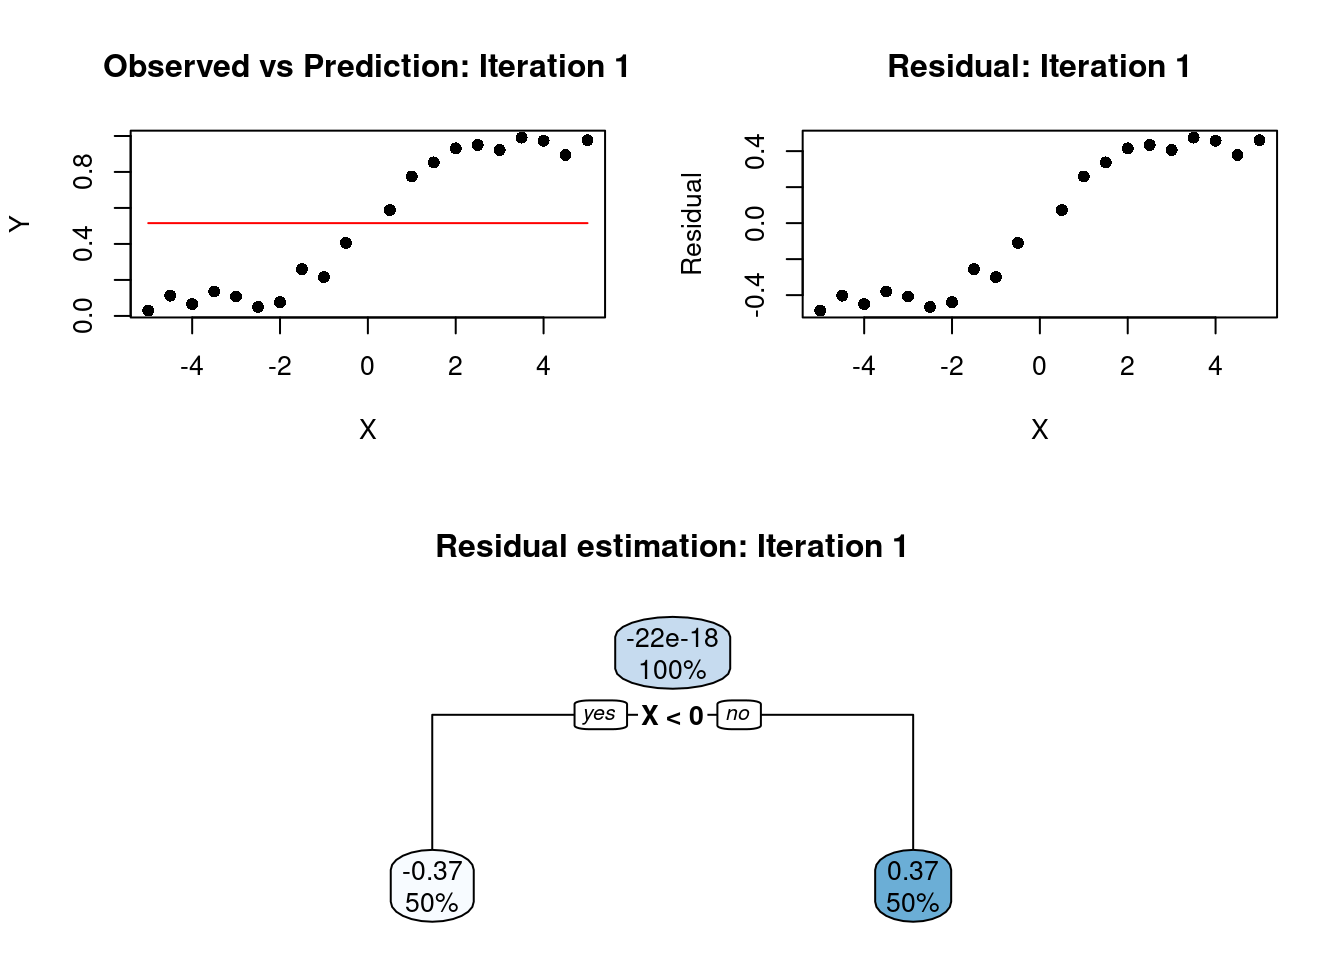 Observed vs Prediction: Iteration 1
Y
0.0 0.4 0.8
-4 -2 0 2 4
X
Residual: Iteration 1
Residual
-0.4 0.0 0.4
-4 -2 0 2 4
X
Residual estimation: Iteration 1
-22e-18
100%
yes X < 0 no
-0.37
50%
0.37
50%